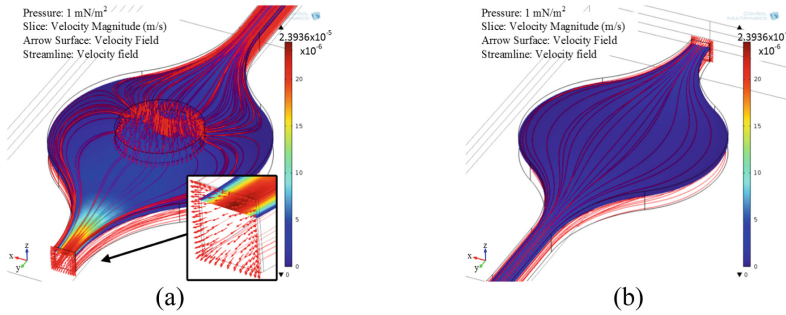 Pressure: 1 mN/m²
Slice: Velocity Magnitude (m/s)
Arrow Surface: Velocity Field
Streamline: Velocity field
2.3936x10⁻⁵
x10⁻⁶
20
15
10
5
0
x
y
z
(a)
Pressure: 1 mN/m²
Slice: Velocity Magnitude (m/s)
Arrow Surface: Velocity Field
Streamline: Velocity field
2.3936x10⁻⁵
x10⁻⁶
20
15
10
5
0
x
y
z
(b)